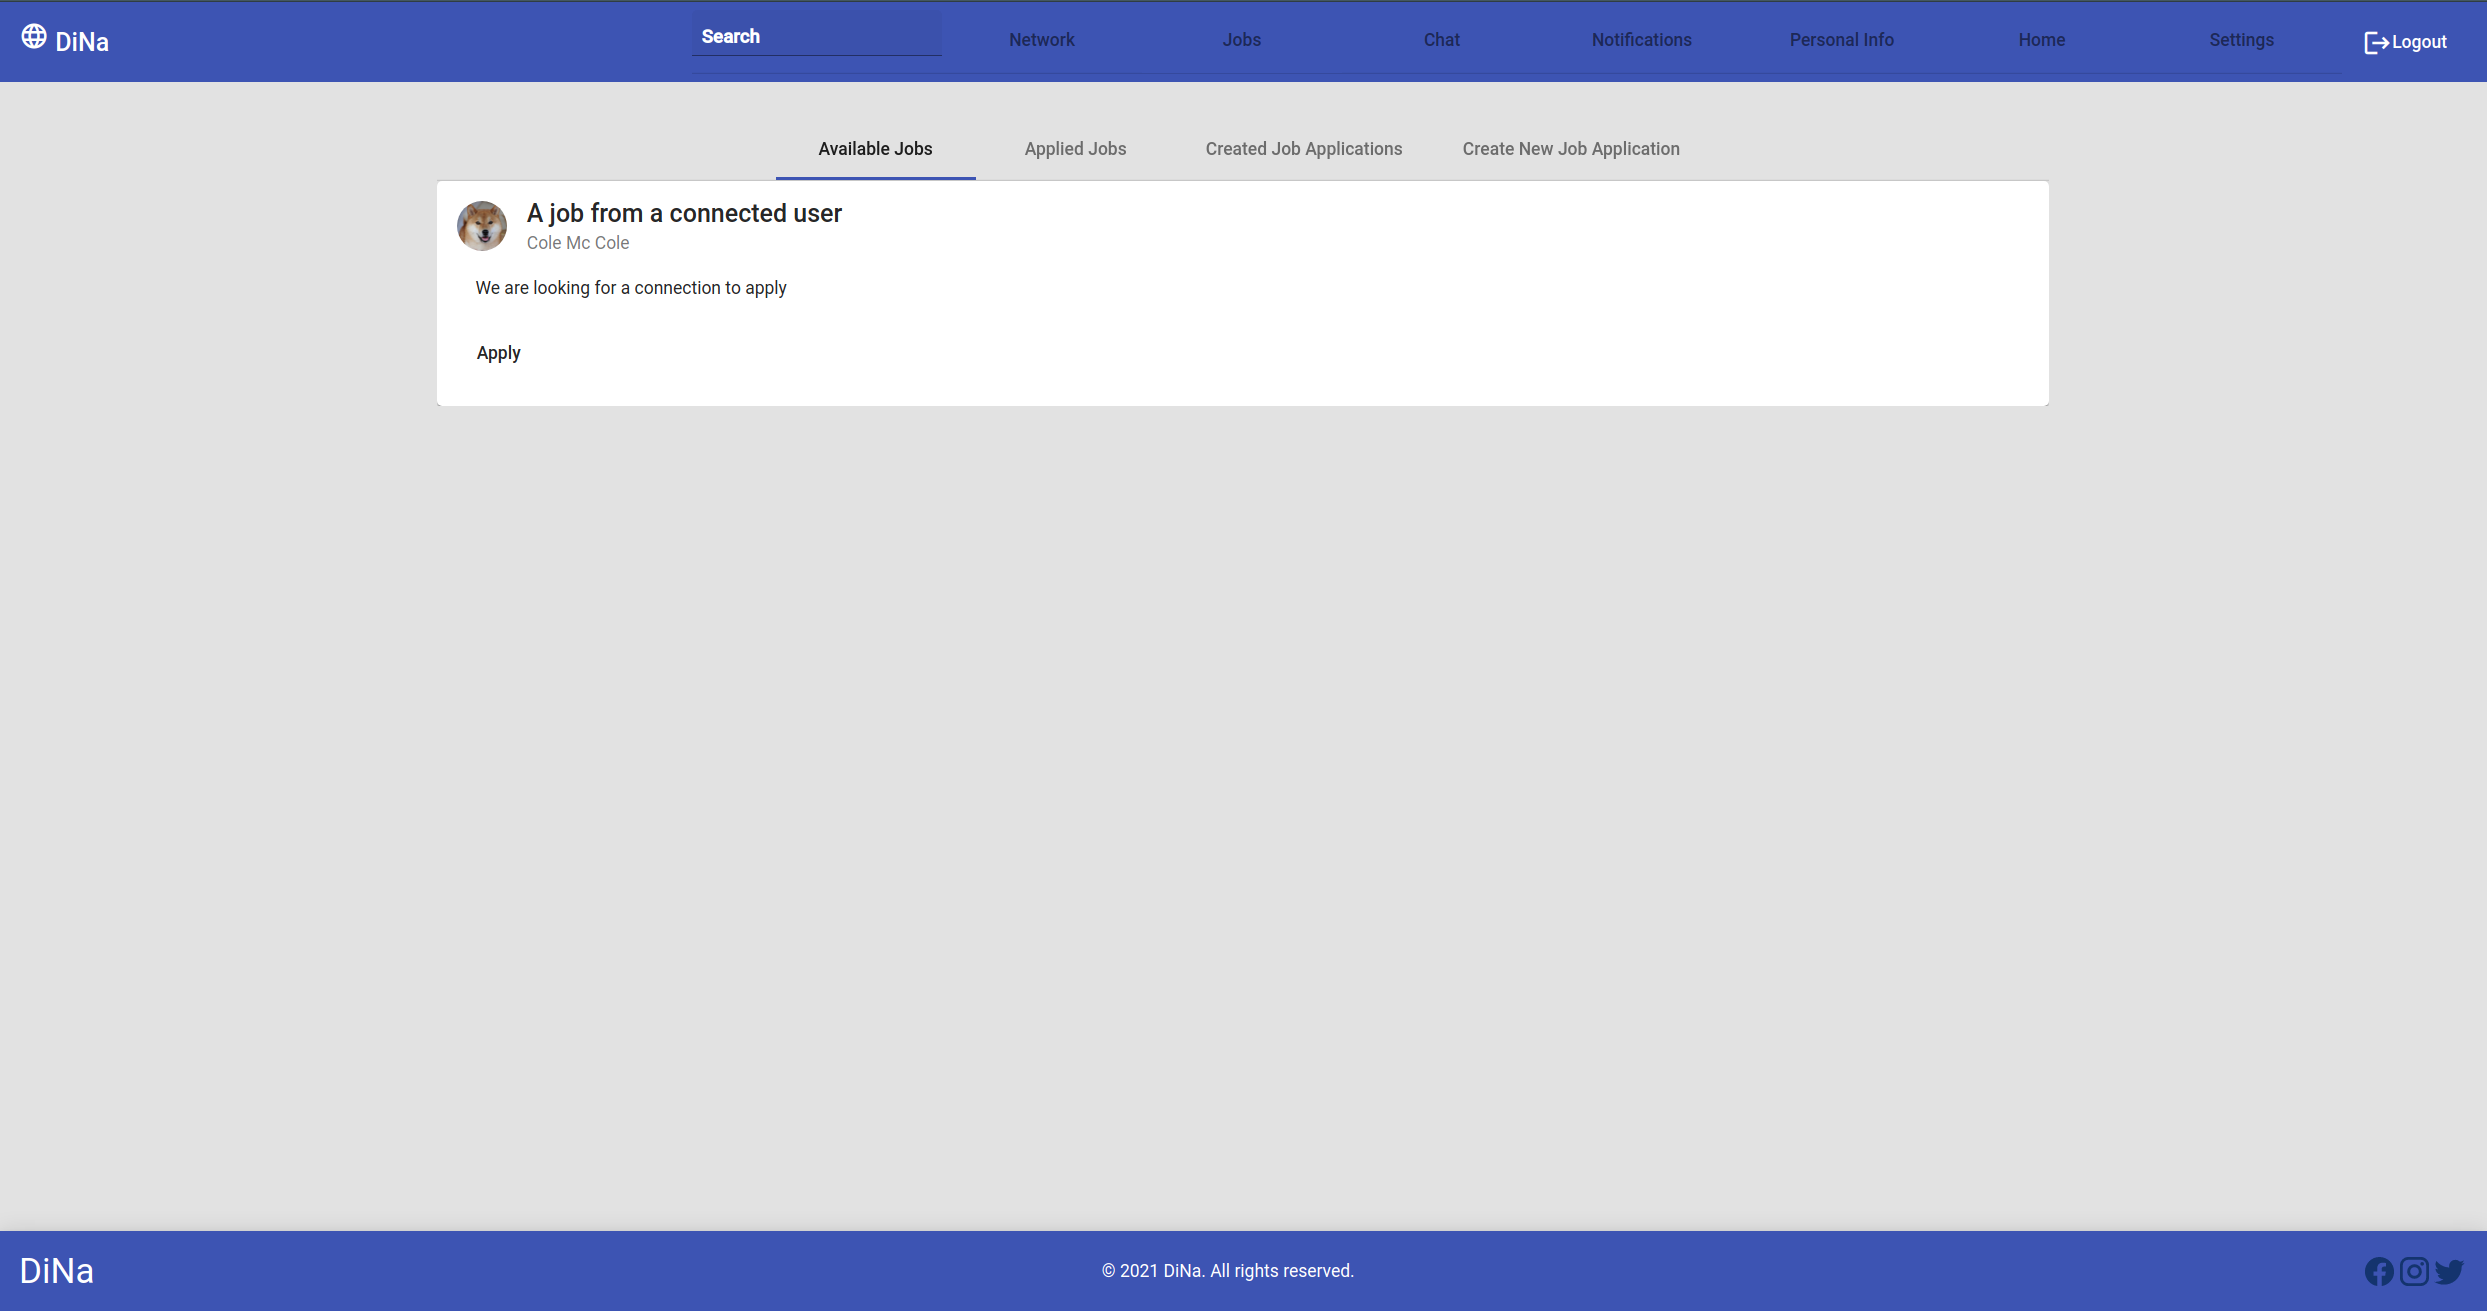 DiNa Search Network Jobs Chat Notifications Personal Info Home Settings Logout
Available Jobs Applied Jobs Created Job Applications Create New Job Application
A job from a connected user
Cole Mc Cole
We are looking for a connection to apply
Apply
DiNa © 2021 DiNa. All rights reserved.